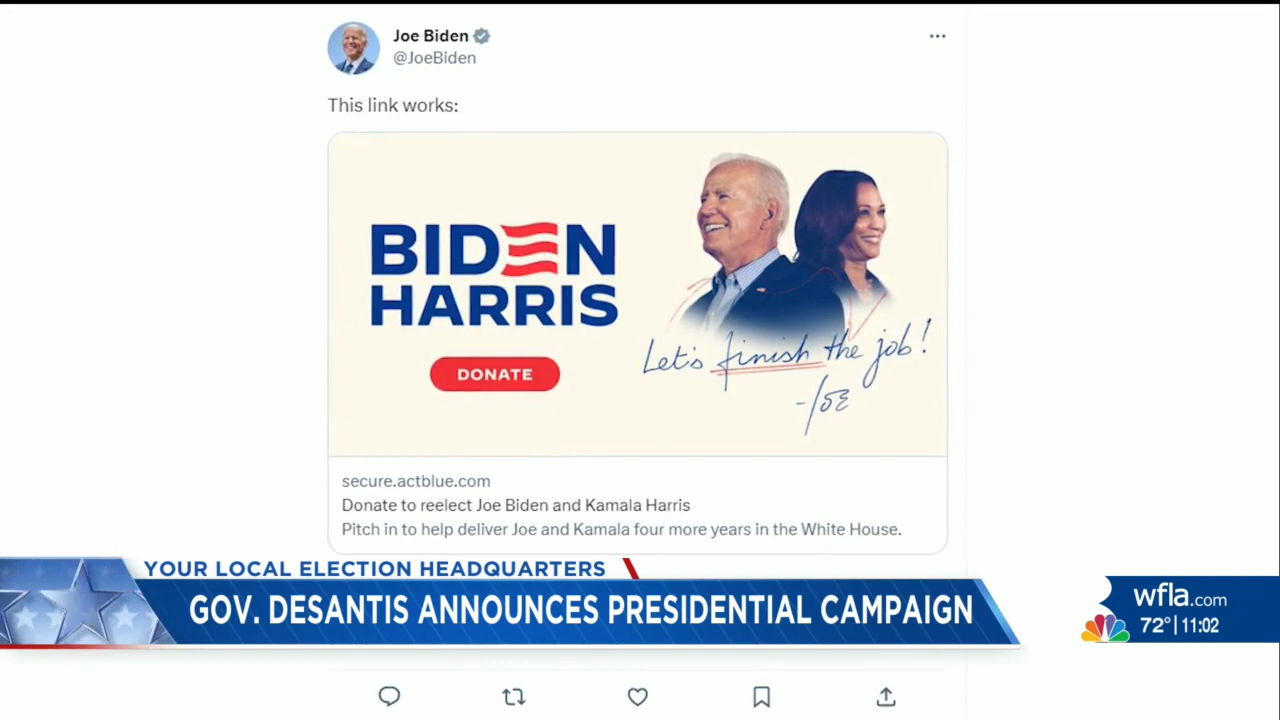 Joe Biden
@JoeBiden
This link works:
BIDEN
HARRIS
DONATE
Let's finish the job!
-JOE
secure.actblue.com
Donate to reelect Joe Biden and Kamala Harris
Pitch in to help deliver Joe and Kamala four more years in the White House.
YOUR LOCAL ELECTION HEADQUARTERS
GOV. DESANTIS ANNOUNCES PRESIDENTIAL CAMPAIGN
wfla.com
72° | 11:02